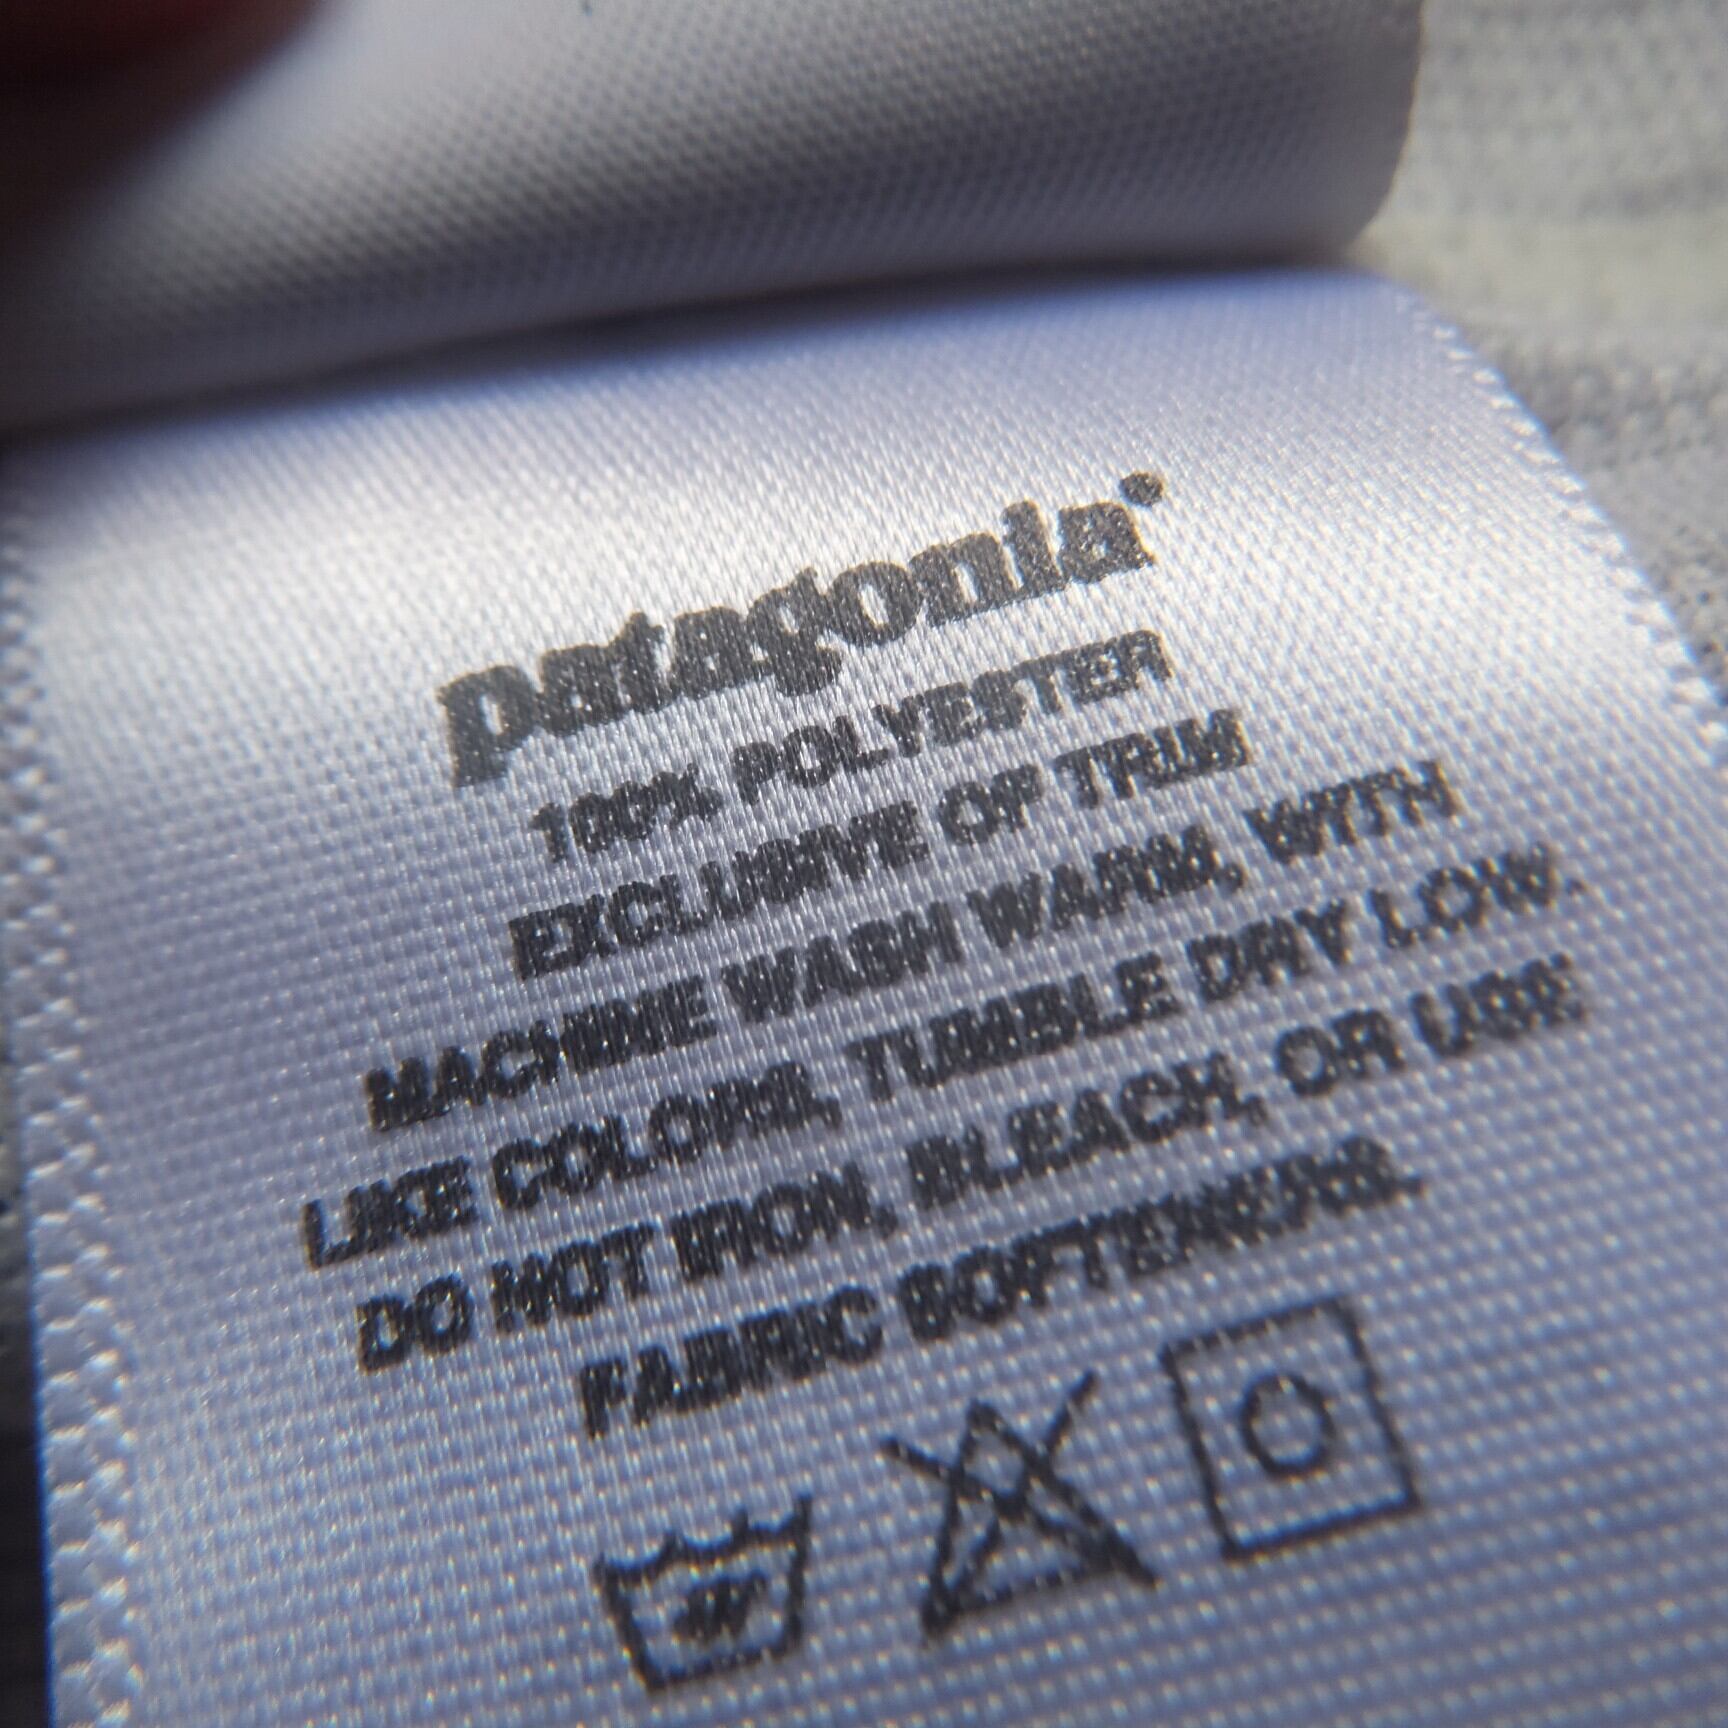 patagonia
100% POLYESTER
EXCLUSIVE OF TRIM
MACHINE WASH WARM, WITH
LIKE COLORS, TUMBLE DRY LOW.
DO NOT IRON, BLEACH, OR USE
FABRIC SOFTENERS.